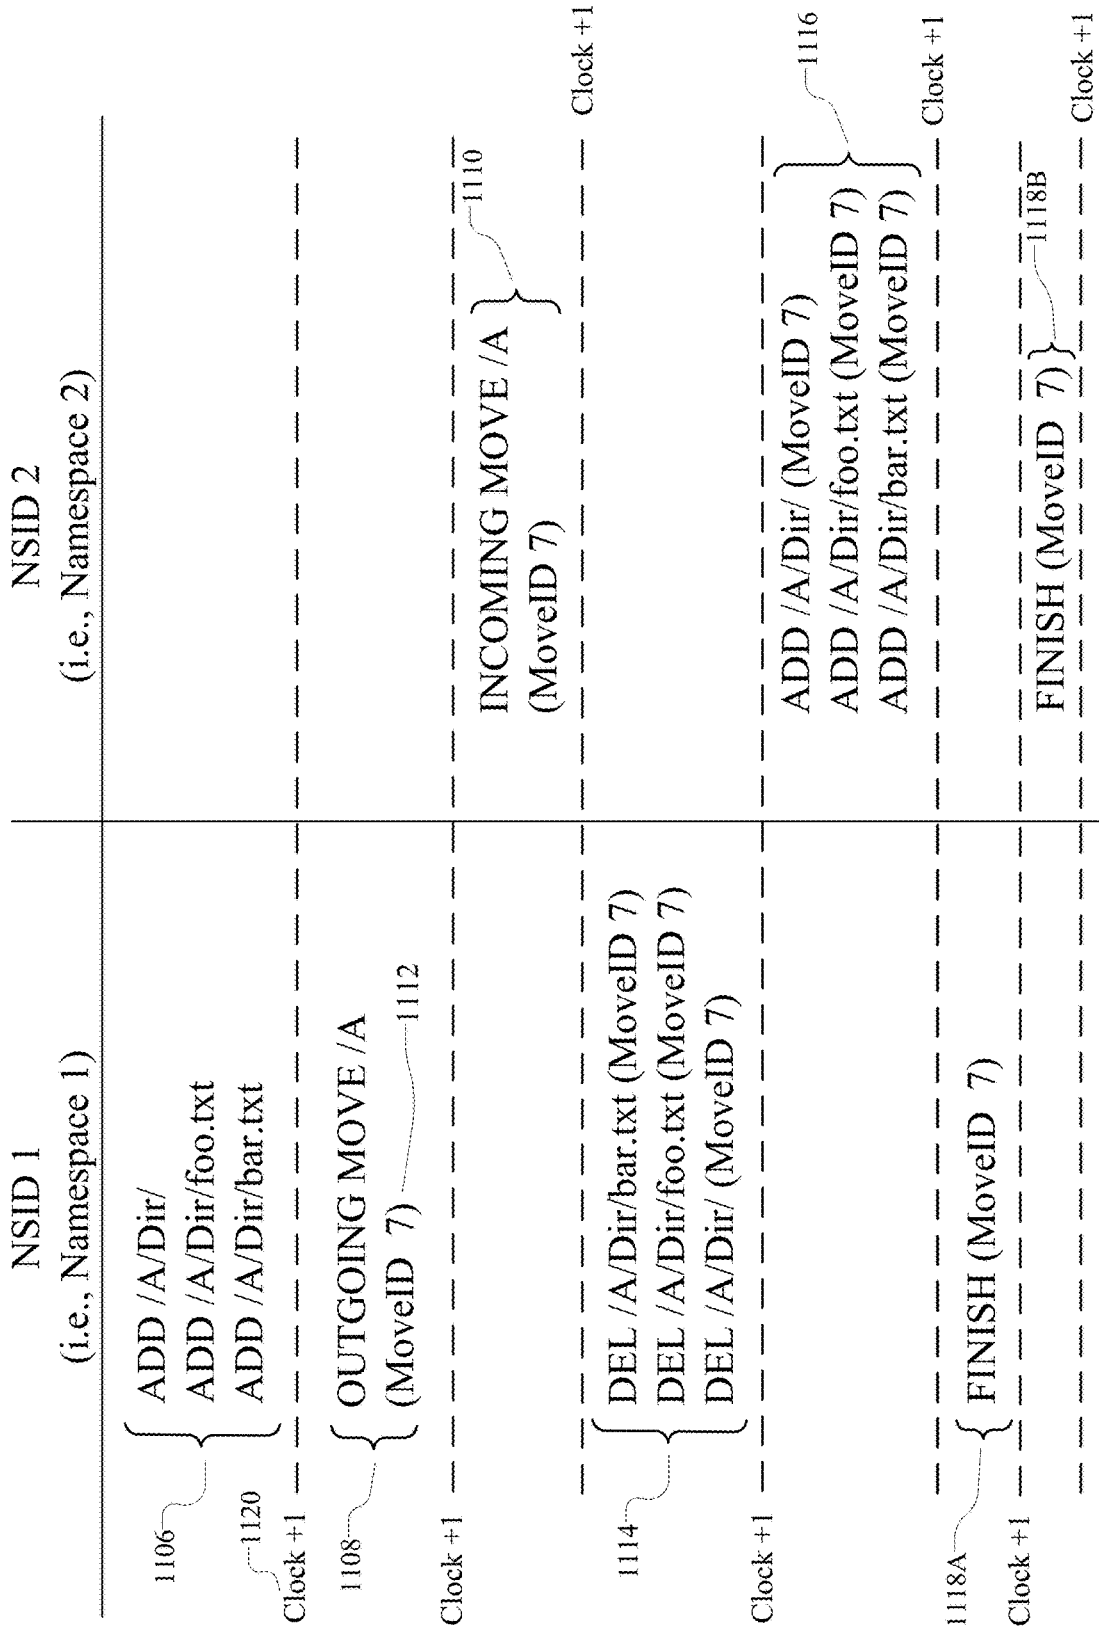 NSID 1
(i.e., Namespace 1)
NSID 2
(i.e., Namespace 2)
1106
ADD /A/Dir/
ADD /A/Dir/foo.txt
ADD /A/Dir/bar.txt
1120
Clock +1
1108
OUTGOING MOVE /A
(MoveID 7)
1112
Clock +1
INCOMING MOVE /A
(MoveID 7)
1110
Clock +1
1114
DEL /A/Dir/bar.txt (MoveID 7)
DEL /A/Dir/foo.txt (MoveID 7)
DEL /A/Dir/ (MoveID 7)
Clock +1
ADD /A/Dir/ (MoveID 7)
ADD /A/Dir/foo.txt (MoveID 7)
ADD /A/Dir/bar.txt (MoveID 7)
1116
Clock +1
1118A
FINISH (MoveID 7)
Clock +1
FINISH (MoveID 7)
1118B
Clock +1